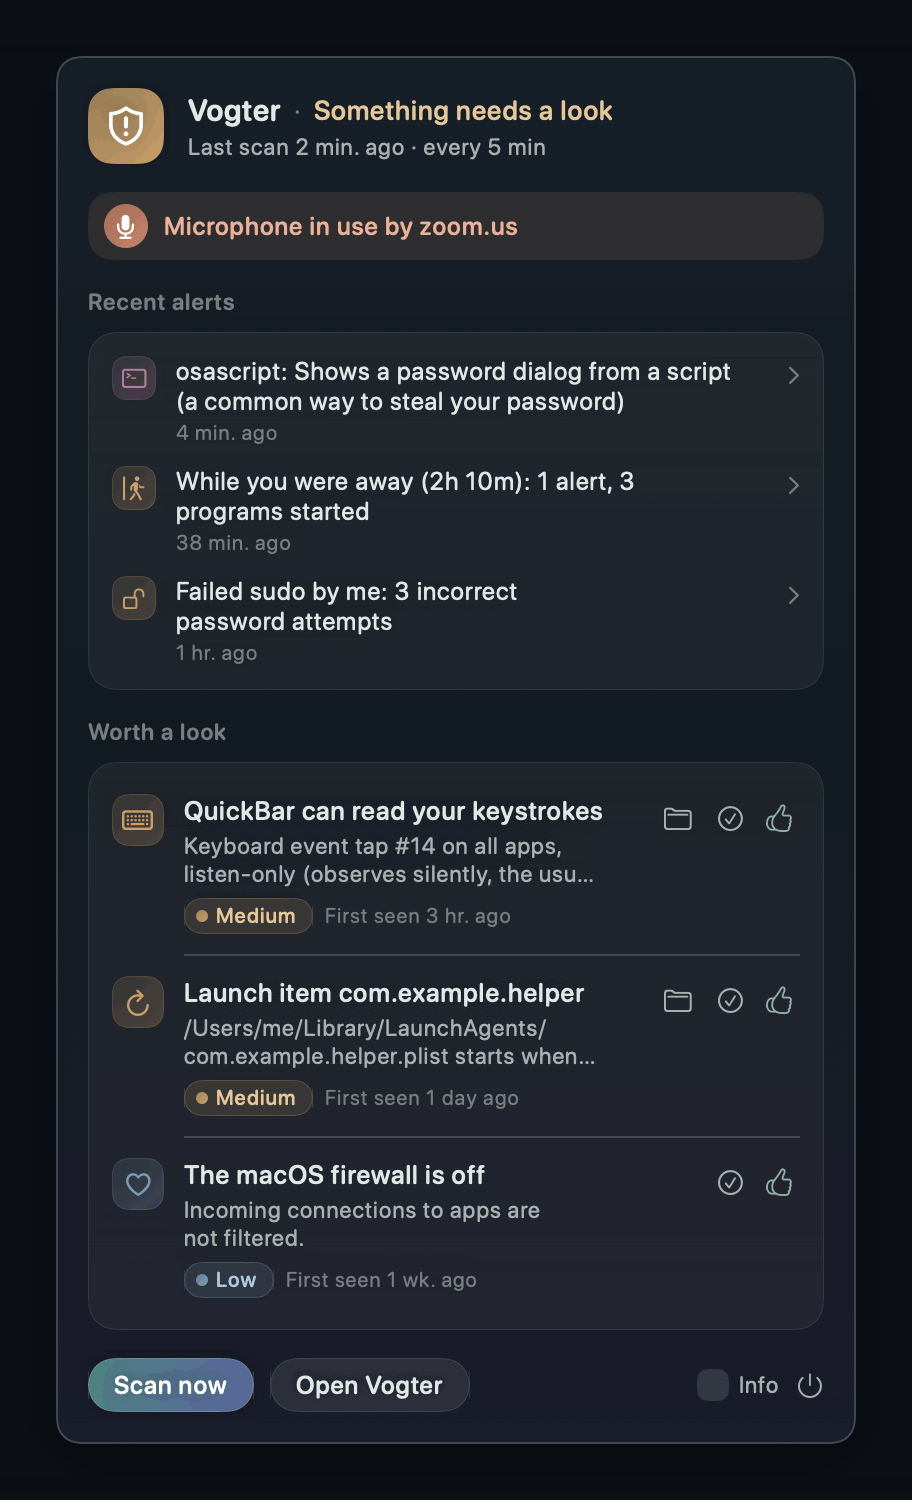 Vogter · Something needs a look
Last scan 2 min. ago · every 5 min
Microphone in use by zoom.us
Recent alerts
osascript: Shows a password dialog from a script
(a common way to steal your password)
4 min. ago
While you were away (2h 10m): 1 alert, 3
programs started
38 min. ago
Failed sudo by me: 3 incorrect
password attempts
1 hr. ago
Worth a look
QuickBar can read your keystrokes
Keyboard event tap #14 on all apps,
listen-only (observes silently, the usu...
Medium First seen 3 hr. ago
Launch item com.example.helper
/Users/me/Library/LaunchAgents/
com.example.helper.plist starts when...
Medium First seen 1 day ago
The macOS firewall is off
Incoming connections to apps are
not filtered.
Low First seen 1 wk. ago
Scan now Open Vogter Info